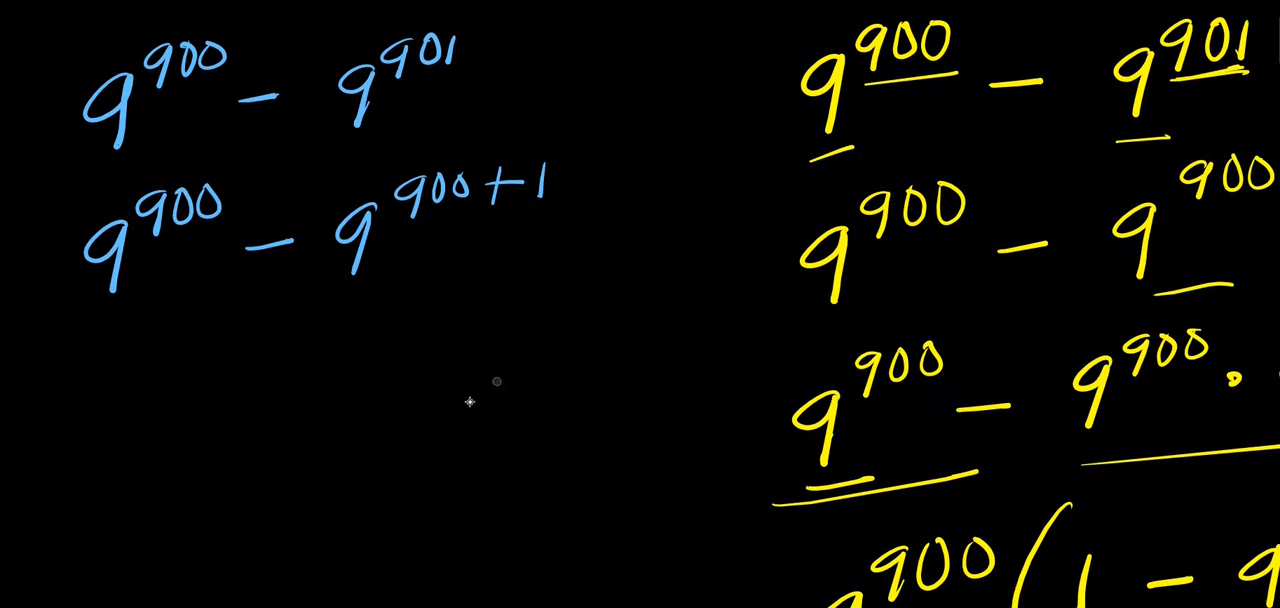 9^900 - 9^901
9^900 - 9^900+1
9^900 - 9^901
9^900 - 9^900
9^900 - 9^900 ·
9^900 ( 1 - 9